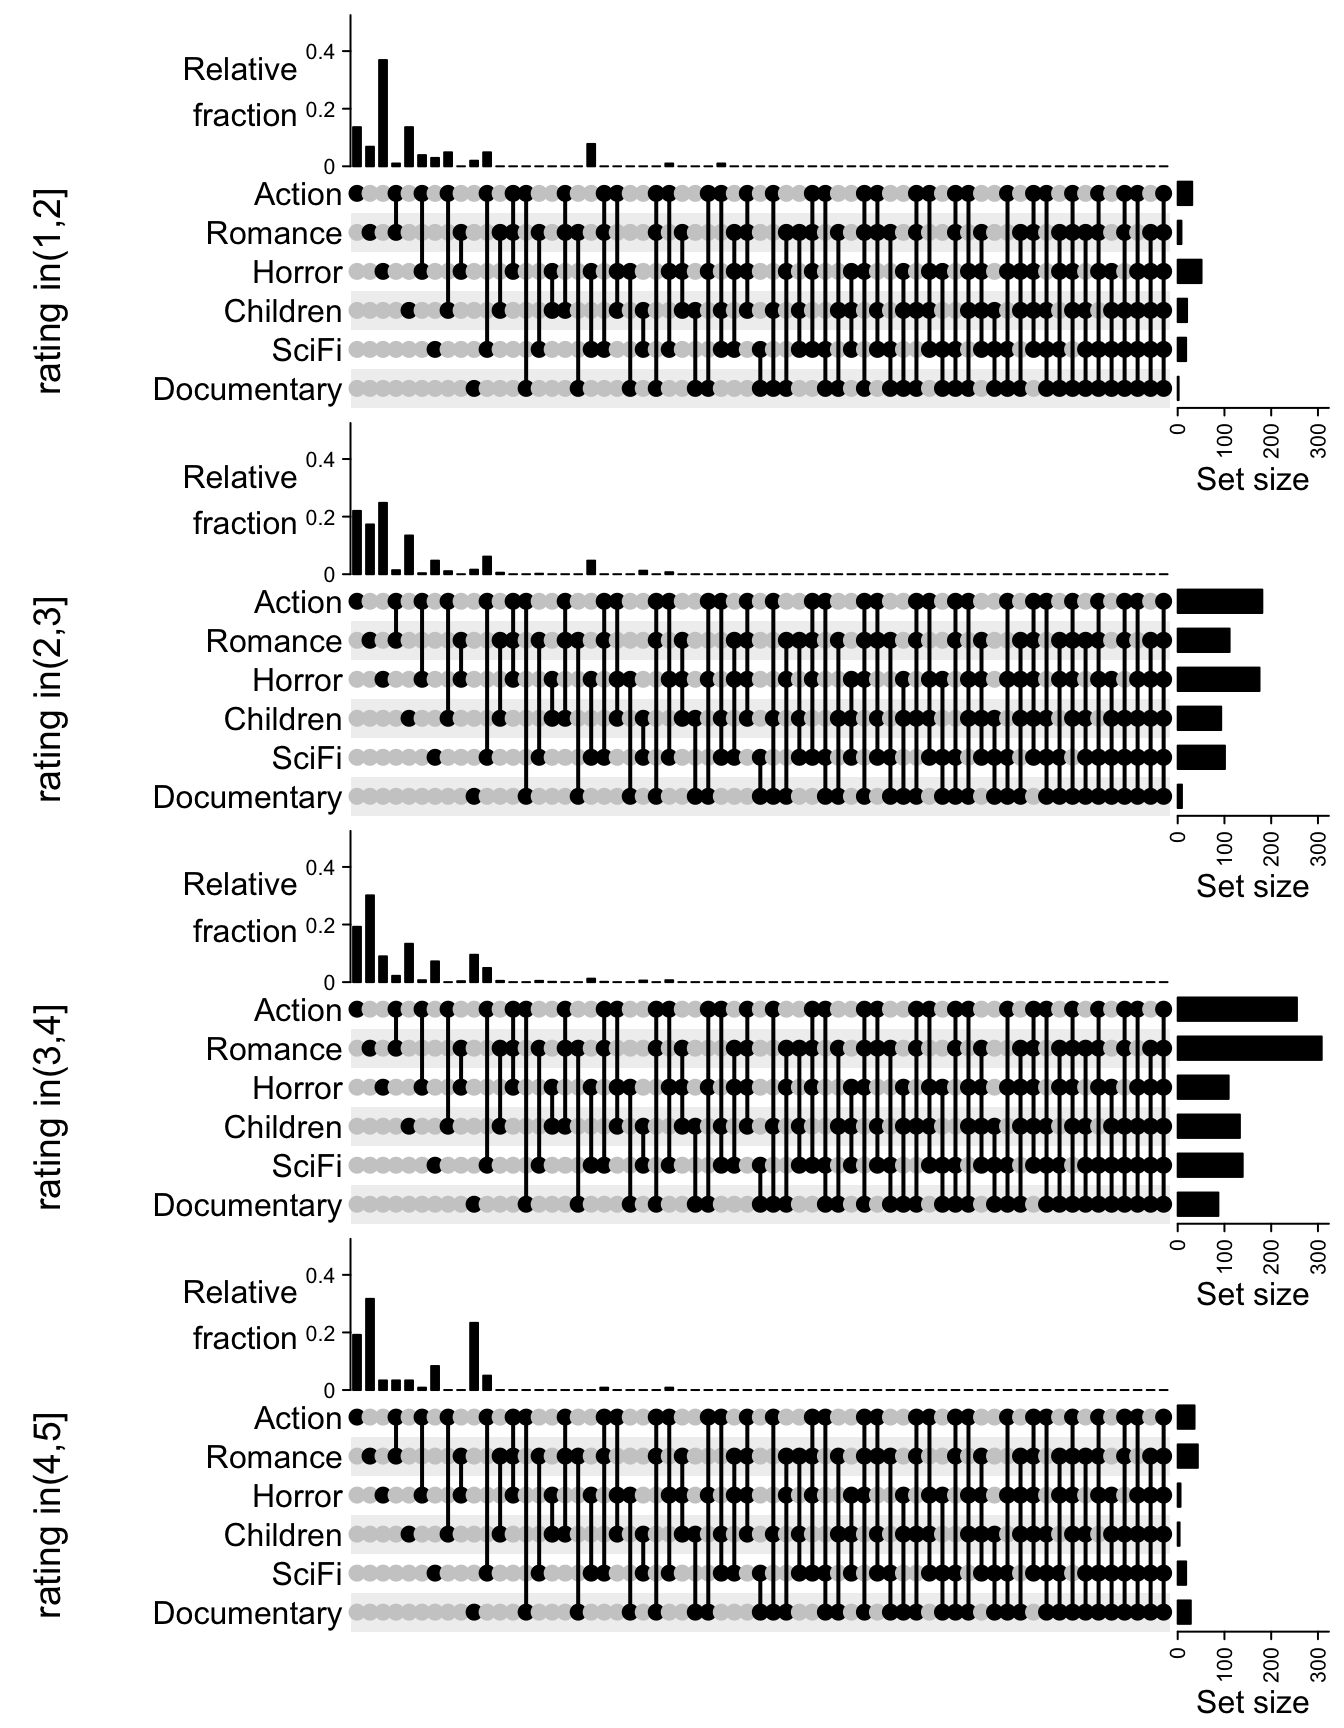 rating in(1,2]
Relative
fraction
0.4
0.2
0
Action
Romance
Horror
Children
SciFi
Documentary
0 100 200 300
Set size
rating in(2,3]
Relative
fraction
0.4
0.2
0
Action
Romance
Horror
Children
SciFi
Documentary
0 100 200 300
Set size
rating in(3,4]
Relative
fraction
0.4
0.2
0
Action
Romance
Horror
Children
SciFi
Documentary
0 100 200 300
Set size
rating in(4,5]
Relative
fraction
0.4
0.2
0
Action
Romance
Horror
Children
SciFi
Documentary
0 100 200 300
Set size